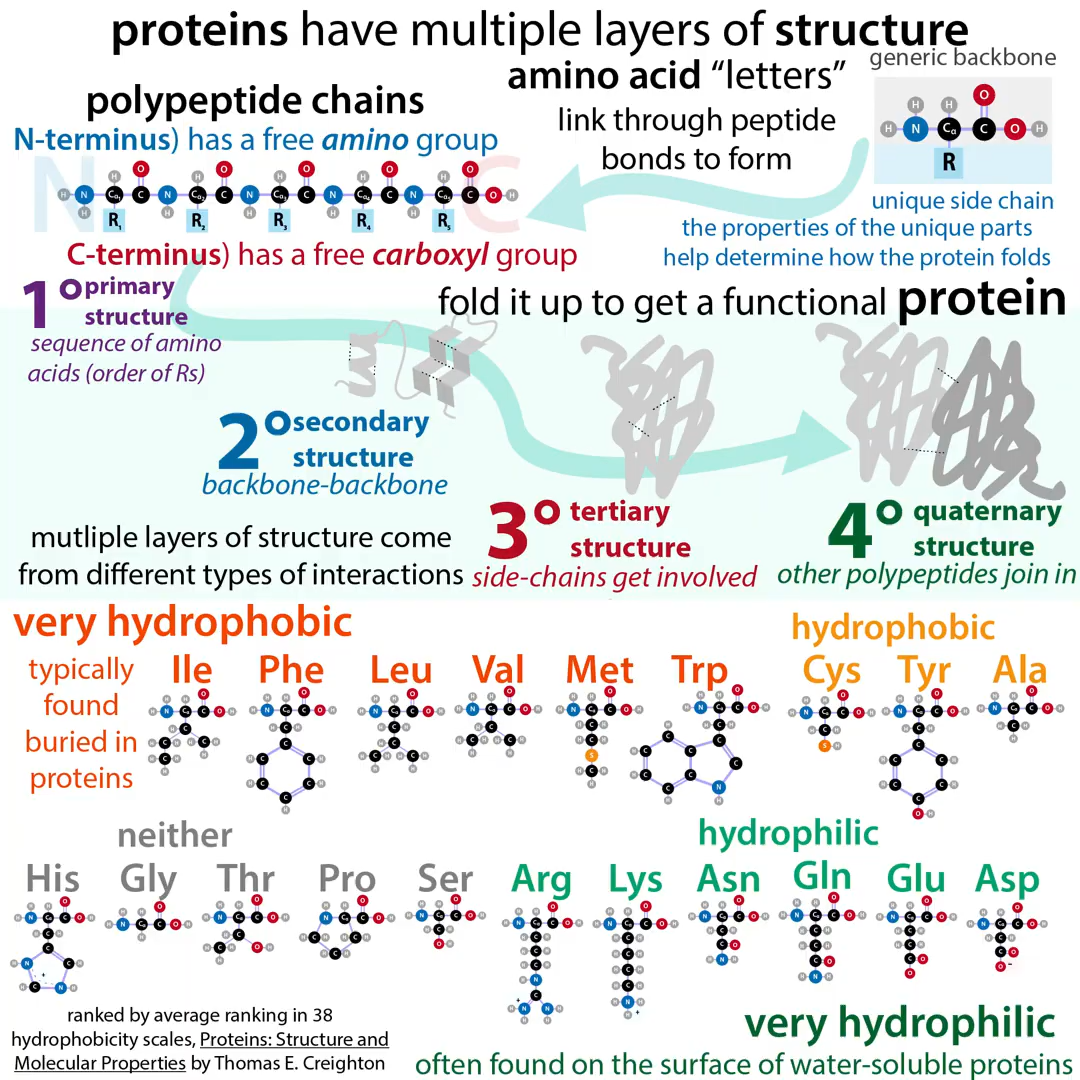 proteins have multiple layers of structure
amino acid “letters”
link through peptide
bonds to form
generic backbone
H N Cα C O O H
H H
R
unique side chain
the properties of the unique parts
help determine how the protein folds
polypeptide chains
N-terminus) has a free amino group
N C
R1 R2 R3 R4 R5
C-terminus) has a free carboxyl group
1° primary
structure
sequence of amino
acids (order of Rs)
fold it up to get a functional protein
2° secondary
structure
backbone-backbone
3° tertiary
structure
side-chains get involved
4° quaternary
structure
other polypeptides join in
mutliple layers of structure come
from different types of interactions
very hydrophobic
typically
found
buried in
proteins
Ile Phe Leu Val Met Trp
hydrophobic
Cys Tyr Ala
neither
His Gly Thr Pro Ser
hydrophilic
Arg Lys Asn Gln Glu Asp
ranked by average ranking in 38
hydrophobicity scales, Proteins: Structure and
Molecular Properties by Thomas E. Creighton
very hydrophilic
often found on the surface of water-soluble proteins